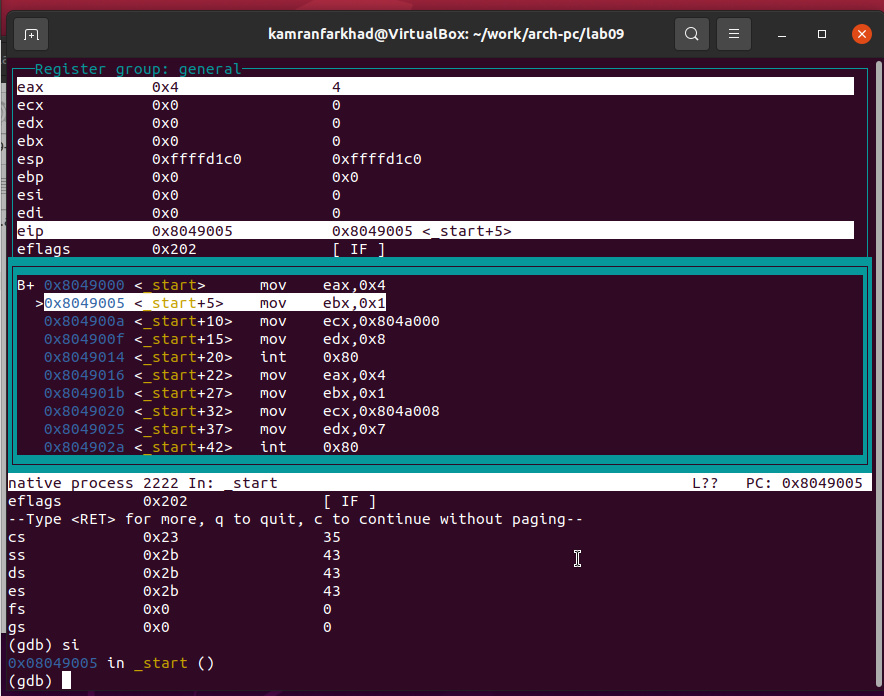 kamranfarkhad@VirtualBox: ~/work/arch-pc/lab09
Register group: general
eax 0x4 4
ecx 0x0 0
edx 0x0 0
ebx 0x0 0
esp 0xffffd1c0 0xffffd1c0
ebp 0x0 0x0
esi 0x0 0
edi 0x0 0
eip 0x8049005 0x8049005 <_start+5>
eflags 0x202 [ IF ]
B+ 0x8049000 <_start> mov eax,0x4
>0x8049005 <_start+5> mov ebx,0x1
0x804900a <_start+10> mov ecx,0x804a000
0x804900f <_start+15> mov edx,0x8
0x8049014 <_start+20> int 0x80
0x8049016 <_start+22> mov eax,0x4
0x804901b <_start+27> mov ebx,0x1
0x8049020 <_start+32> mov ecx,0x804a008
0x8049025 <_start+37> mov edx,0x7
0x804902a <_start+42> int 0x80
native process 2222 In: _start L?? PC: 0x8049005
eflags 0x202 [ IF ]
--Type <RET> for more, q to quit, c to continue without paging--
cs 0x23 35
ss 0x2b 43
ds 0x2b 43
es 0x2b 43
fs 0x0 0
gs 0x0 0
(gdb) si
0x08049005 in _start ()
(gdb)